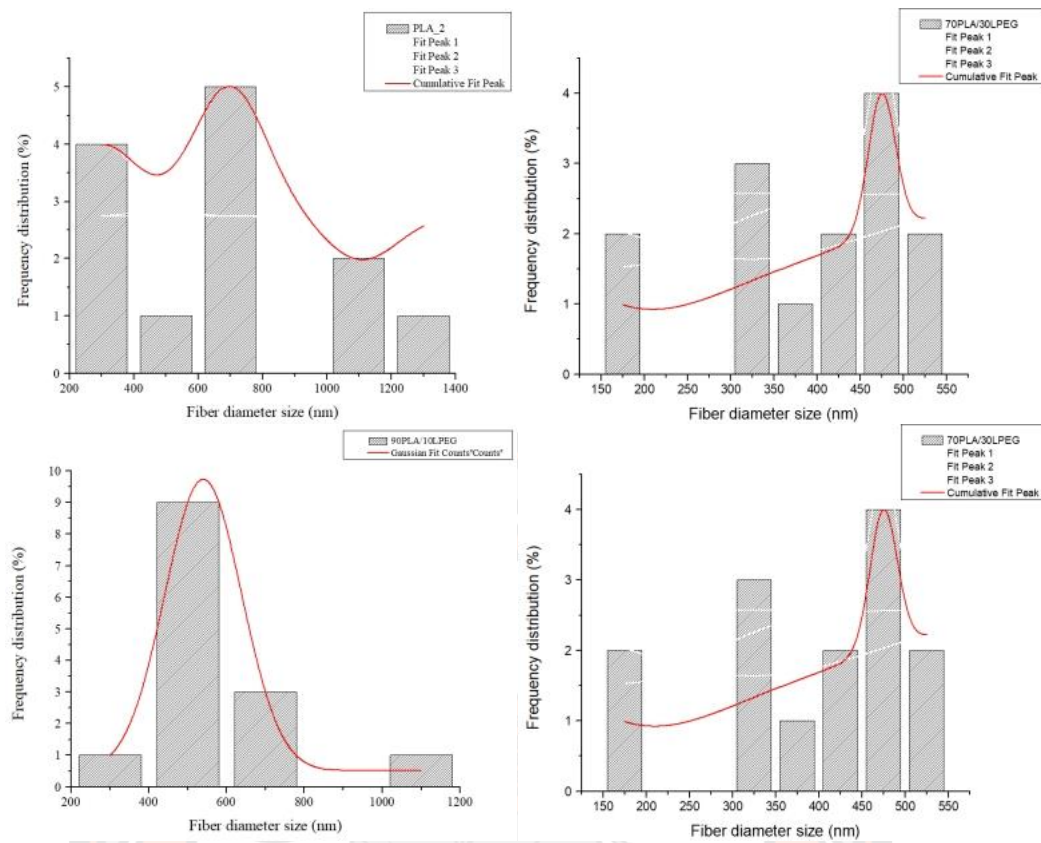 PLA_2
Fit Peak 1
Fit Peak 2
Fit Peak 3
Cumulative Fit Peak
Frequency distribution (%)
5
4
3
2
1
0
200 400 600 800 1000 1200 1400
Fiber diameter size (nm)
70PLA/30LPEG
Fit Peak 1
Fit Peak 2
Fit Peak 3
Cumulative Fit Peak
Frequency distribution (%)
4
3
2
1
0
150 200 250 300 350 400 450 500 550
Fiber diameter size (nm)
90PLA/10LPEG
Gaussian Fit Counts"Counts"
Frequency distribution (%)
10
9
8
7
6
5
4
3
2
1
0
200 400 600 800 1000 1200
Fiber diameter size (nm)
70PLA/30LPEG
Fit Peak 1
Fit Peak 2
Fit Peak 3
Cumulative Fit Peak
Frequency distribution (%)
4
3
2
1
0
150 200 250 300 350 400 450 500 550
Fiber diameter size (nm)